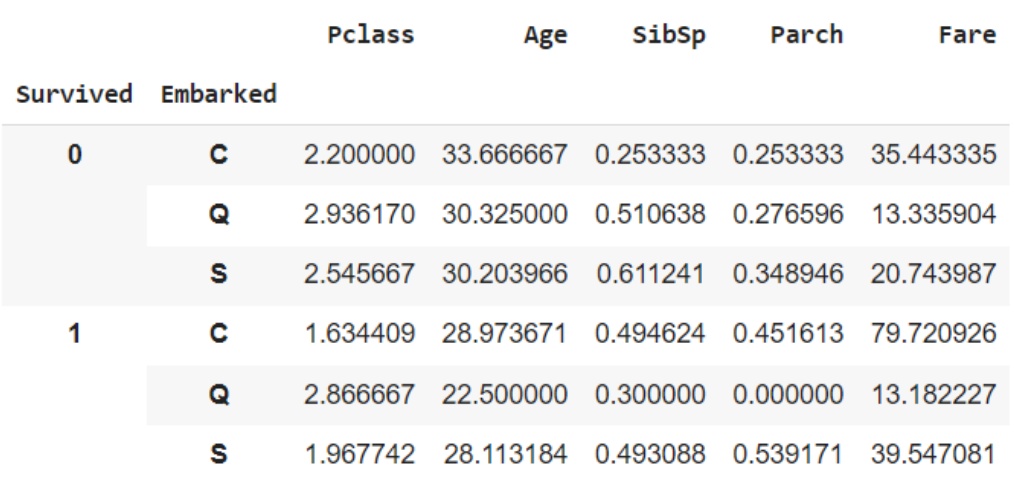 Pclass Age SibSp Parch Fare
Survived Embarked
0 C 2.200000 33.666667 0.253333 0.253333 35.443335
Q 2.936170 30.325000 0.510638 0.276596 13.335904
S 2.545667 30.203966 0.611241 0.348946 20.743987
1 C 1.634409 28.973671 0.494624 0.451613 79.720926
Q 2.866667 22.500000 0.300000 0.000000 13.182227
S 1.967742 28.113184 0.493088 0.539171 39.547081